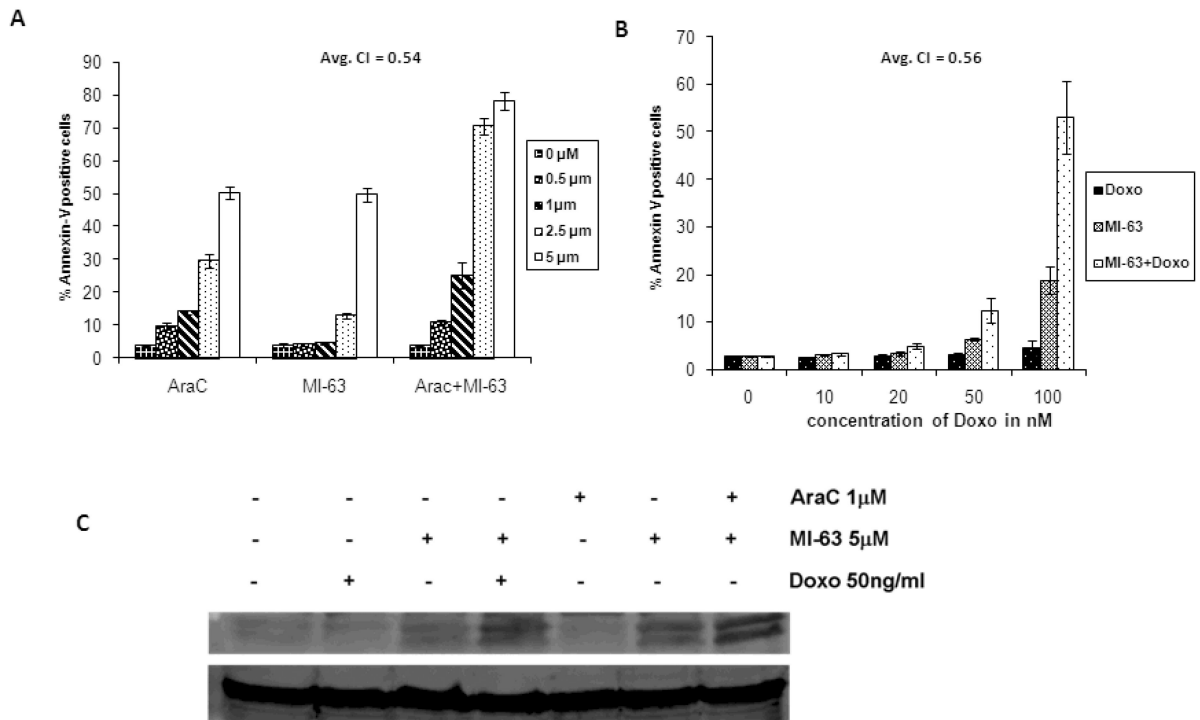 A
Avg. CI = 0.54
% Annexin-V positive cells
90
80
70
60
50
40
30
20
10
0
AraC
MI-63
Arac+MI-63
0 µM
0.5 µm
1µm
2.5 µm
5 µm
B
Avg. CI = 0.56
% Annexin V positive cells
70
60
50
40
30
20
10
0
0
10
20
50
100
concentration of Doxo in nM
Doxo
MI-63
MI-63+Doxo
C
- - - - + - + AraC 1µM
- - + + - + + MI-63 5µM
- + - + - - - Doxo 50ng/ml